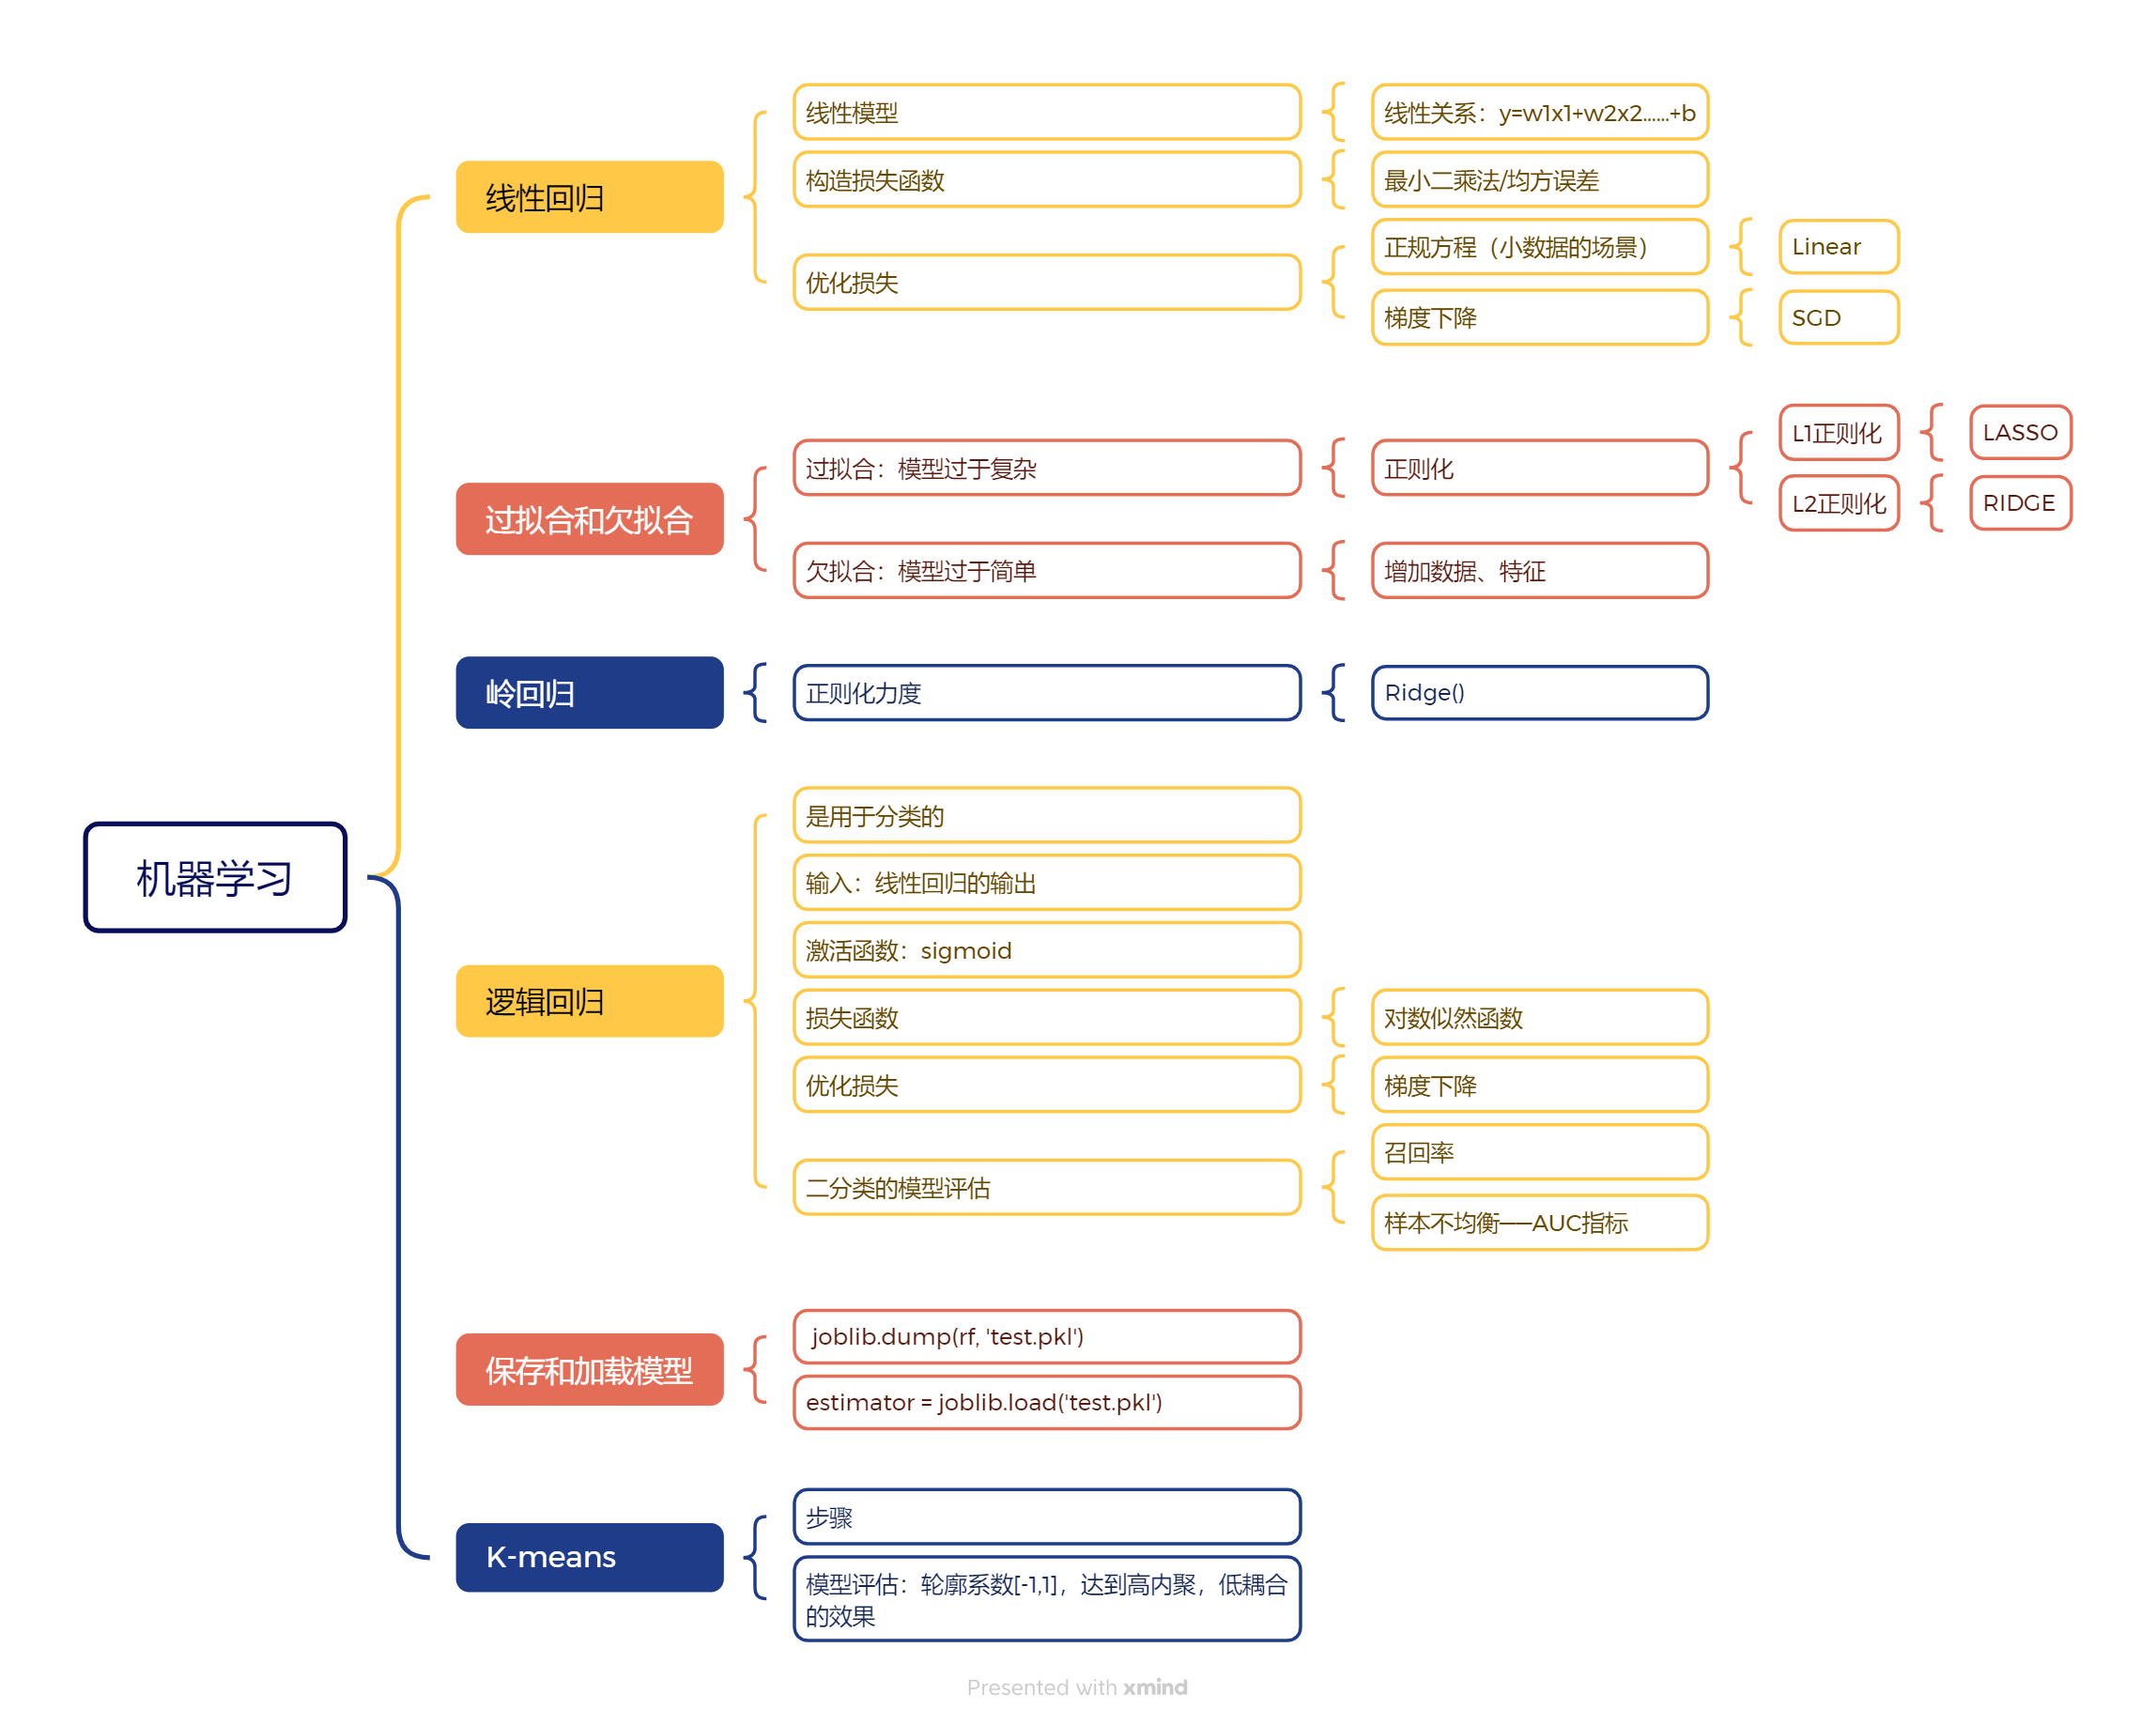 机器学习
线性回归
线性模型
线性关系：y=w1x1+w2x2......+b
构造损失函数
最小二乘法/均方误差
优化损失
正规方程（小数据的场景）
Linear
梯度下降
SGD
过拟合和欠拟合
过拟合：模型过于复杂
正则化
L1正则化
LASSO
L2正则化
RIDGE
欠拟合：模型过于简单
增加数据、特征
岭回归
正则化力度
Ridge()
逻辑回归
是用于分类的
输入：线性回归的输出
激活函数：sigmoid
损失函数
对数似然函数
优化损失
梯度下降
二分类的模型评估
召回率
样本不均衡——AUC指标
保存和加载模型
joblib.dump(rf, 'test.pkl')
estimator = joblib.load('test.pkl')
K-means
步骤
模型评估：轮廓系数[-1,1]，达到高内聚，低耦合
的效果
Presented with xmind